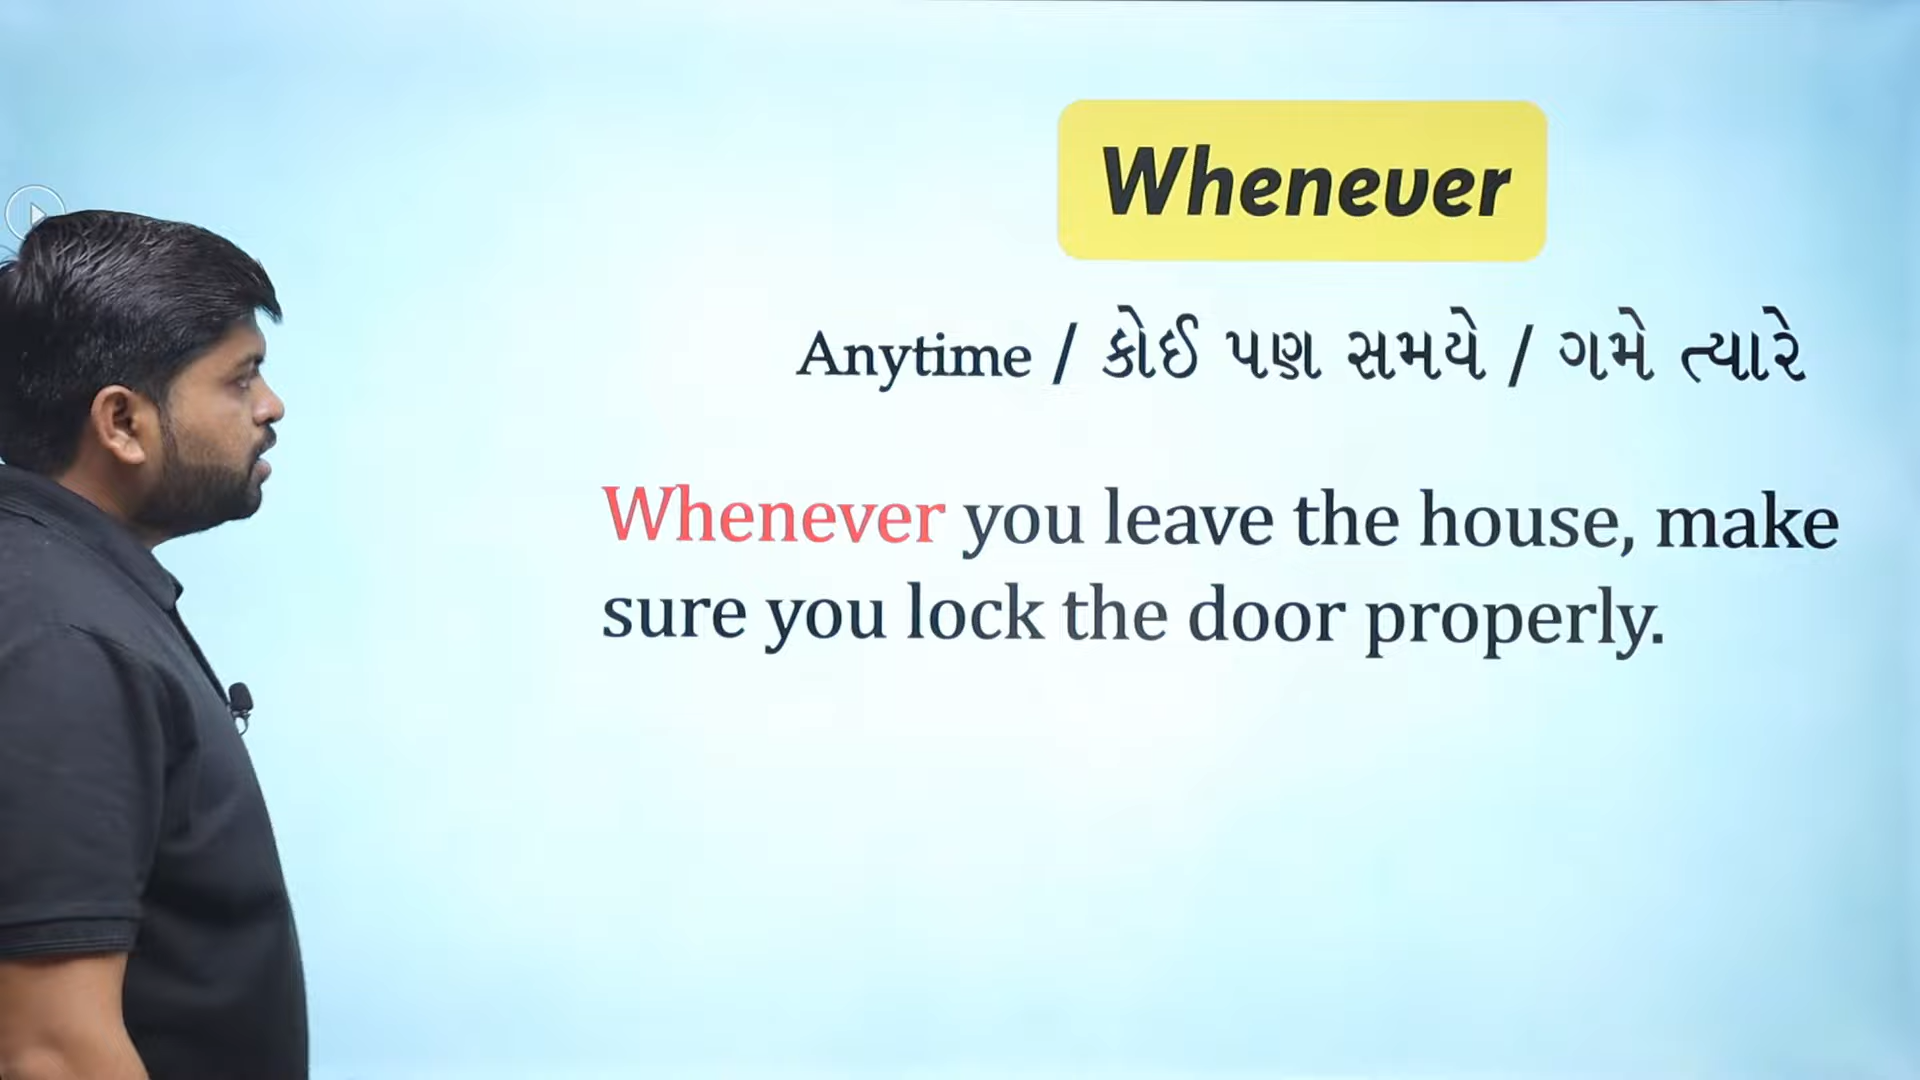 Whenever
Anytime / કોઈ પણ સમયે / ગમે ત્યારે
Whenever you leave the house, make
sure you lock the door properly.